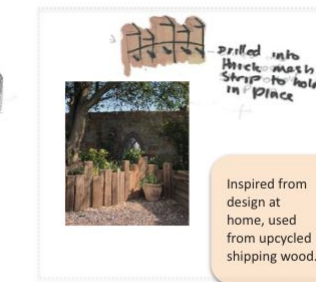 Drilled into
thick mesh
strip to hold
in place
Inspired from
design at
home, used
from upcycled
shipping wood.